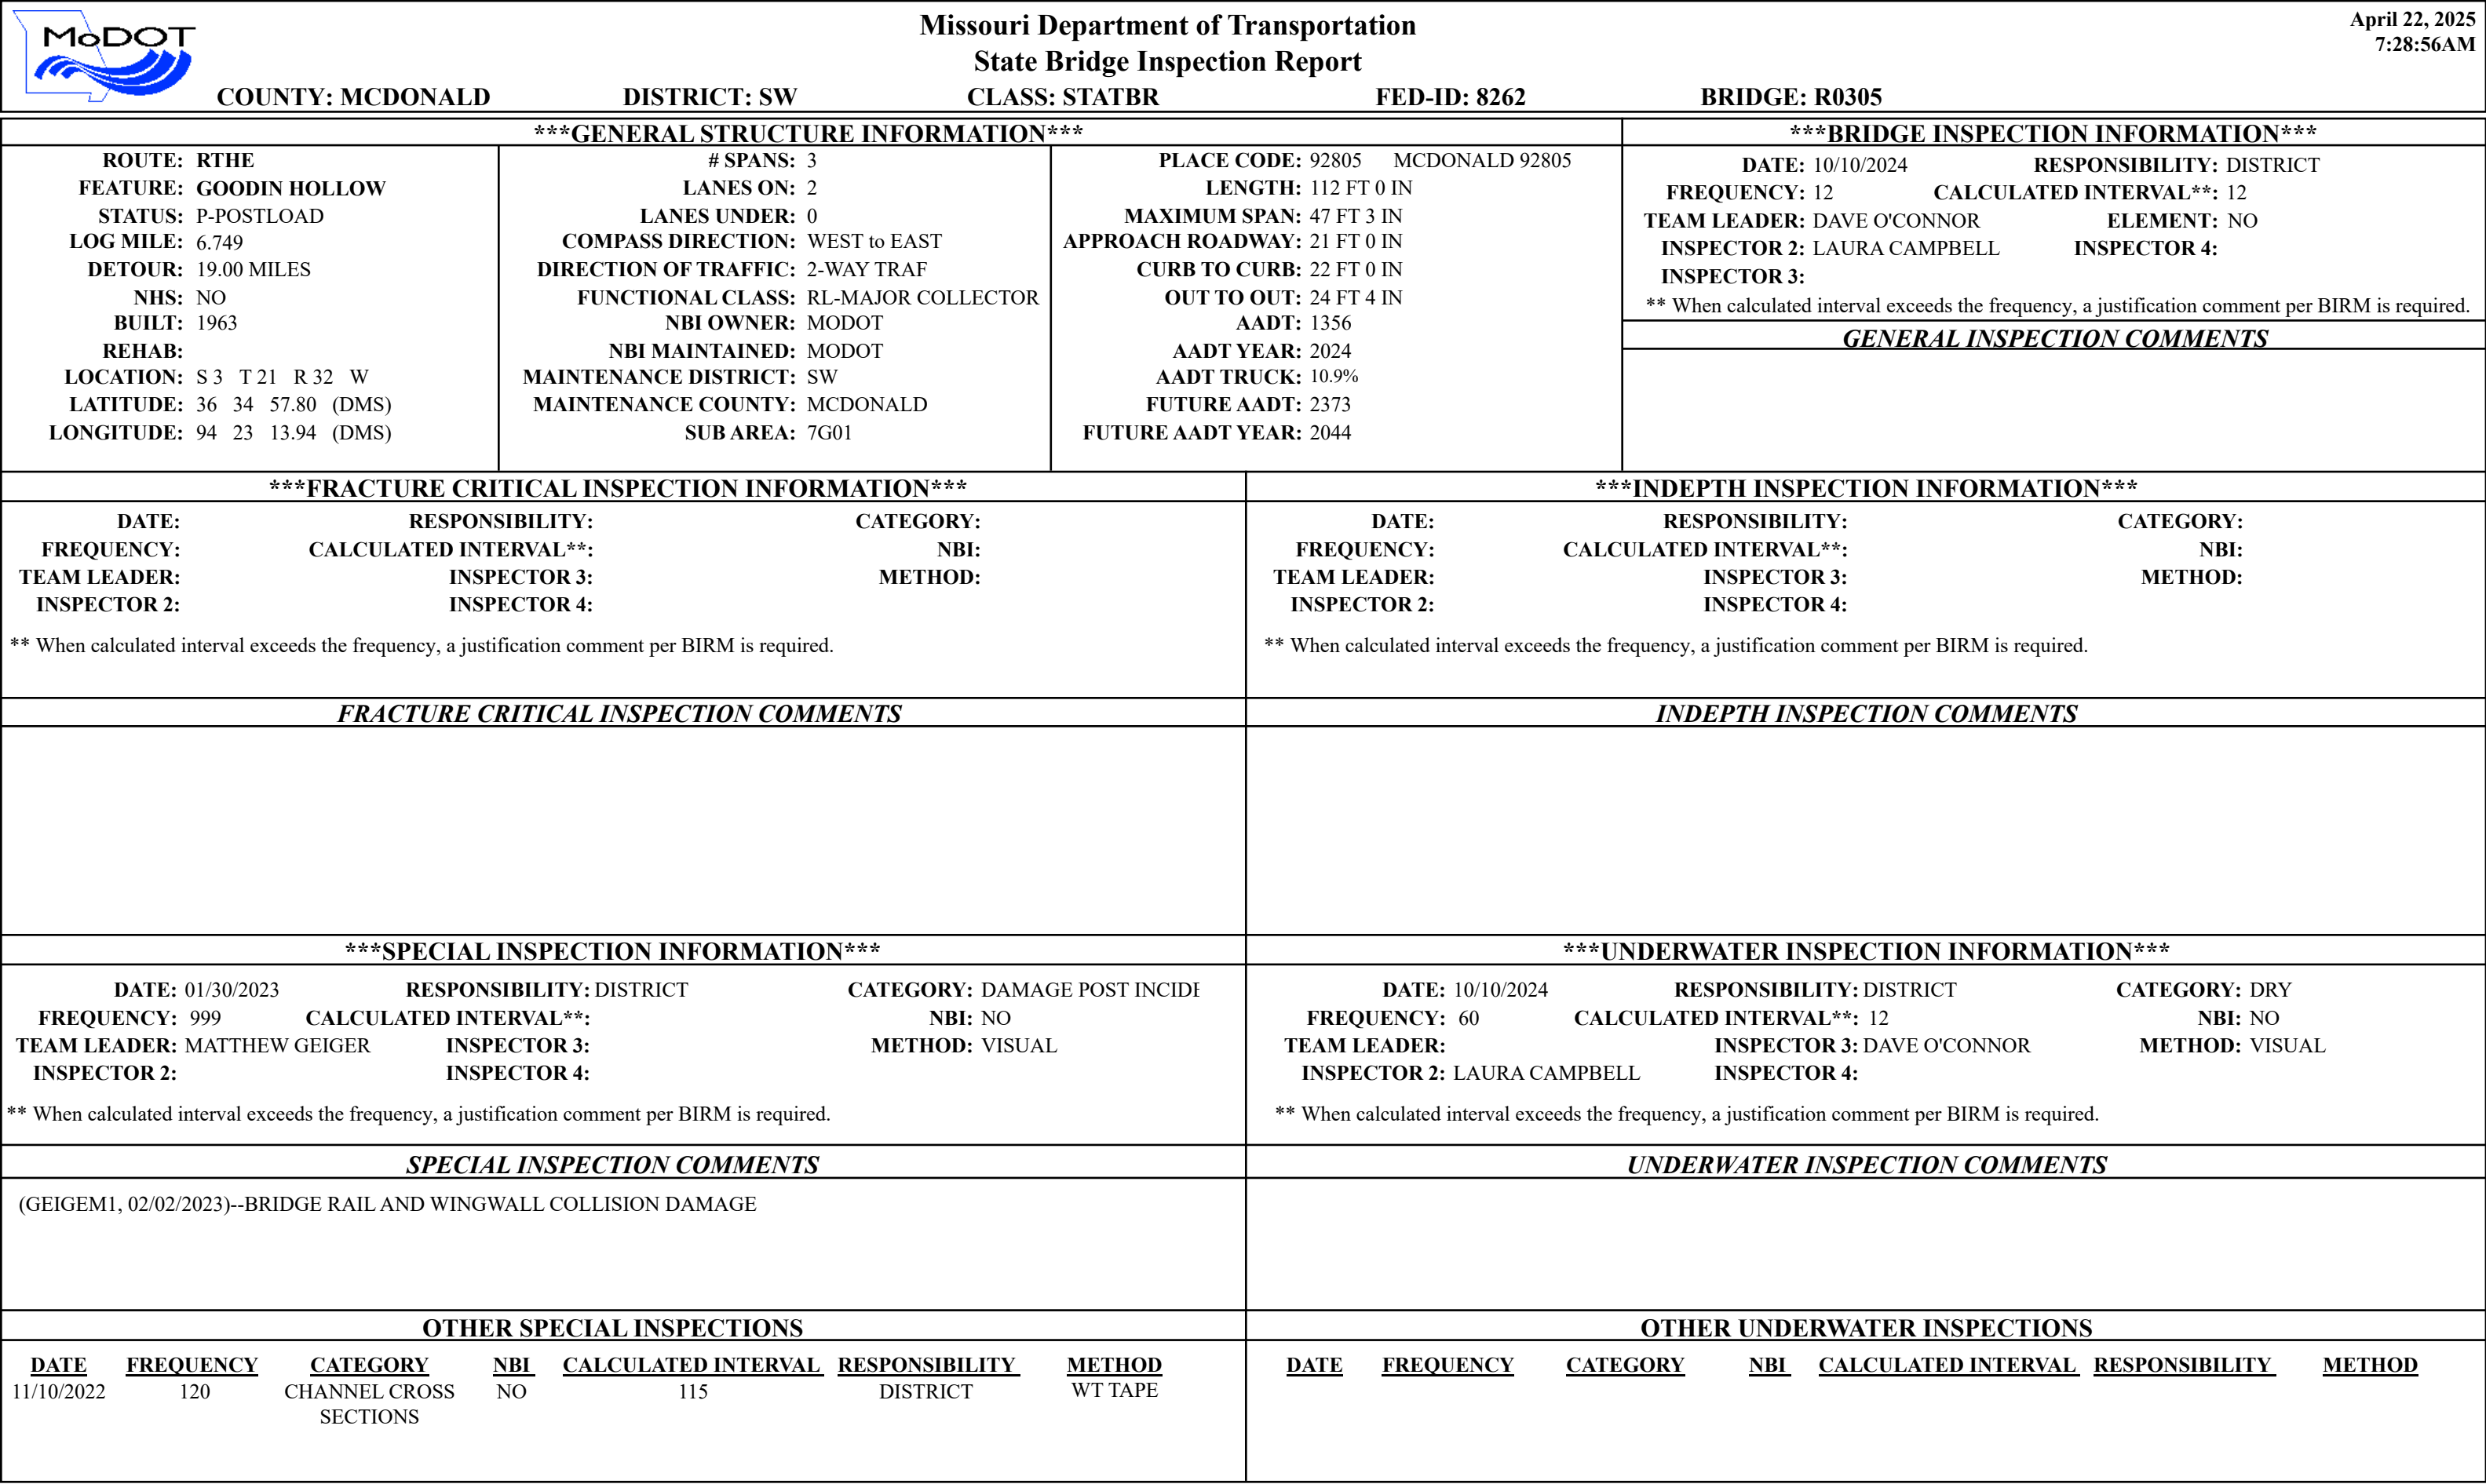 MoDOT
Missouri Department of Transportation
State Bridge Inspection Report
April 22, 2025
7:28:56AM
COUNTY: MCDONALD DISTRICT: SW CLASS: STATBR FED-ID: 8262 BRIDGE: R0305
***GENERAL STRUCTURE INFORMATION***
ROUTE: RTHE
FEATURE: GOODIN HOLLOW
STATUS: P-POSTLOAD
LOG MILE: 6.749
DETOUR: 19.00 MILES
NHS: NO
BUILT: 1963
REHAB:
LOCATION: S 3 T 21 R 32 W
LATITUDE: 36 34 57.80 (DMS)
LONGITUDE: 94 23 13.94 (DMS)
# SPANS: 3
LANES ON: 2
LANES UNDER: 0
COMPASS DIRECTION: WEST to EAST
DIRECTION OF TRAFFIC: 2-WAY TRAF
FUNCTIONAL CLASS: RL-MAJOR COLLECTOR
NBI OWNER: MODOT
NBI MAINTAINED: MODOT
MAINTENANCE DISTRICT: SW
MAINTENANCE COUNTY: MCDONALD
SUB AREA: 7G01
PLACE CODE: 92805 MCDONALD 92805
LENGTH: 112 FT 0 IN
MAXIMUM SPAN: 47 FT 3 IN
APPROACH ROADWAY: 21 FT 0 IN
CURB TO CURB: 22 FT 0 IN
OUT TO OUT: 24 FT 4 IN
AADT: 1356
AADT YEAR: 2024
AADT TRUCK: 10.9%
FUTURE AADT: 2373
FUTURE AADT YEAR: 2044
***BRIDGE INSPECTION INFORMATION***
DATE: 10/10/2024 RESPONSIBILITY: DISTRICT
FREQUENCY: 12 CALCULATED INTERVAL**: 12
TEAM LEADER: DAVE O'CONNOR ELEMENT: NO
INSPECTOR 2: LAURA CAMPBELL INSPECTOR 4:
INSPECTOR 3:
** When calculated interval exceeds the frequency, a justification comment per BIRM is required.
GENERAL INSPECTION COMMENTS
***FRACTURE CRITICAL INSPECTION INFORMATION***
DATE: RESPONSIBILITY: CATEGORY:
FREQUENCY: CALCULATED INTERVAL**: NBI:
TEAM LEADER: INSPECTOR 3: METHOD:
INSPECTOR 2: INSPECTOR 4:
** When calculated interval exceeds the frequency, a justification comment per BIRM is required.
FRACTURE CRITICAL INSPECTION COMMENTS
***INDEPTH INSPECTION INFORMATION***
DATE: RESPONSIBILITY: CATEGORY:
FREQUENCY: CALCULATED INTERVAL**: NBI:
TEAM LEADER: INSPECTOR 3: METHOD:
INSPECTOR 2: INSPECTOR 4:
** When calculated interval exceeds the frequency, a justification comment per BIRM is required.
INDEPTH INSPECTION COMMENTS
***SPECIAL INSPECTION INFORMATION***
DATE: 01/30/2023 RESPONSIBILITY: DISTRICT CATEGORY: DAMAGE POST INCIDE
FREQUENCY: 999 CALCULATED INTERVAL**: NBI: NO
TEAM LEADER: MATTHEW GEIGER INSPECTOR 3: METHOD: VISUAL
INSPECTOR 2: INSPECTOR 4:
** When calculated interval exceeds the frequency, a justification comment per BIRM is required.
SPECIAL INSPECTION COMMENTS
(GEIGEM1, 02/02/2023)--BRIDGE RAIL AND WINGWALL COLLISION DAMAGE
***UNDERWATER INSPECTION INFORMATION***
DATE: 10/10/2024 RESPONSIBILITY: DISTRICT CATEGORY: DRY
FREQUENCY: 60 CALCULATED INTERVAL**: 12 NBI: NO
TEAM LEADER: INSPECTOR 3: DAVE O'CONNOR METHOD: VISUAL
INSPECTOR 2: LAURA CAMPBELL INSPECTOR 4:
** When calculated interval exceeds the frequency, a justification comment per BIRM is required.
UNDERWATER INSPECTION COMMENTS
OTHER SPECIAL INSPECTIONS
DATE FREQUENCY CATEGORY NBI CALCULATED INTERVAL RESPONSIBILITY METHOD
11/10/2022 120 CHANNEL CROSS NO 115 DISTRICT WT TAPE
SECTIONS
OTHER UNDERWATER INSPECTIONS
DATE FREQUENCY CATEGORY NBI CALCULATED INTERVAL RESPONSIBILITY METHOD